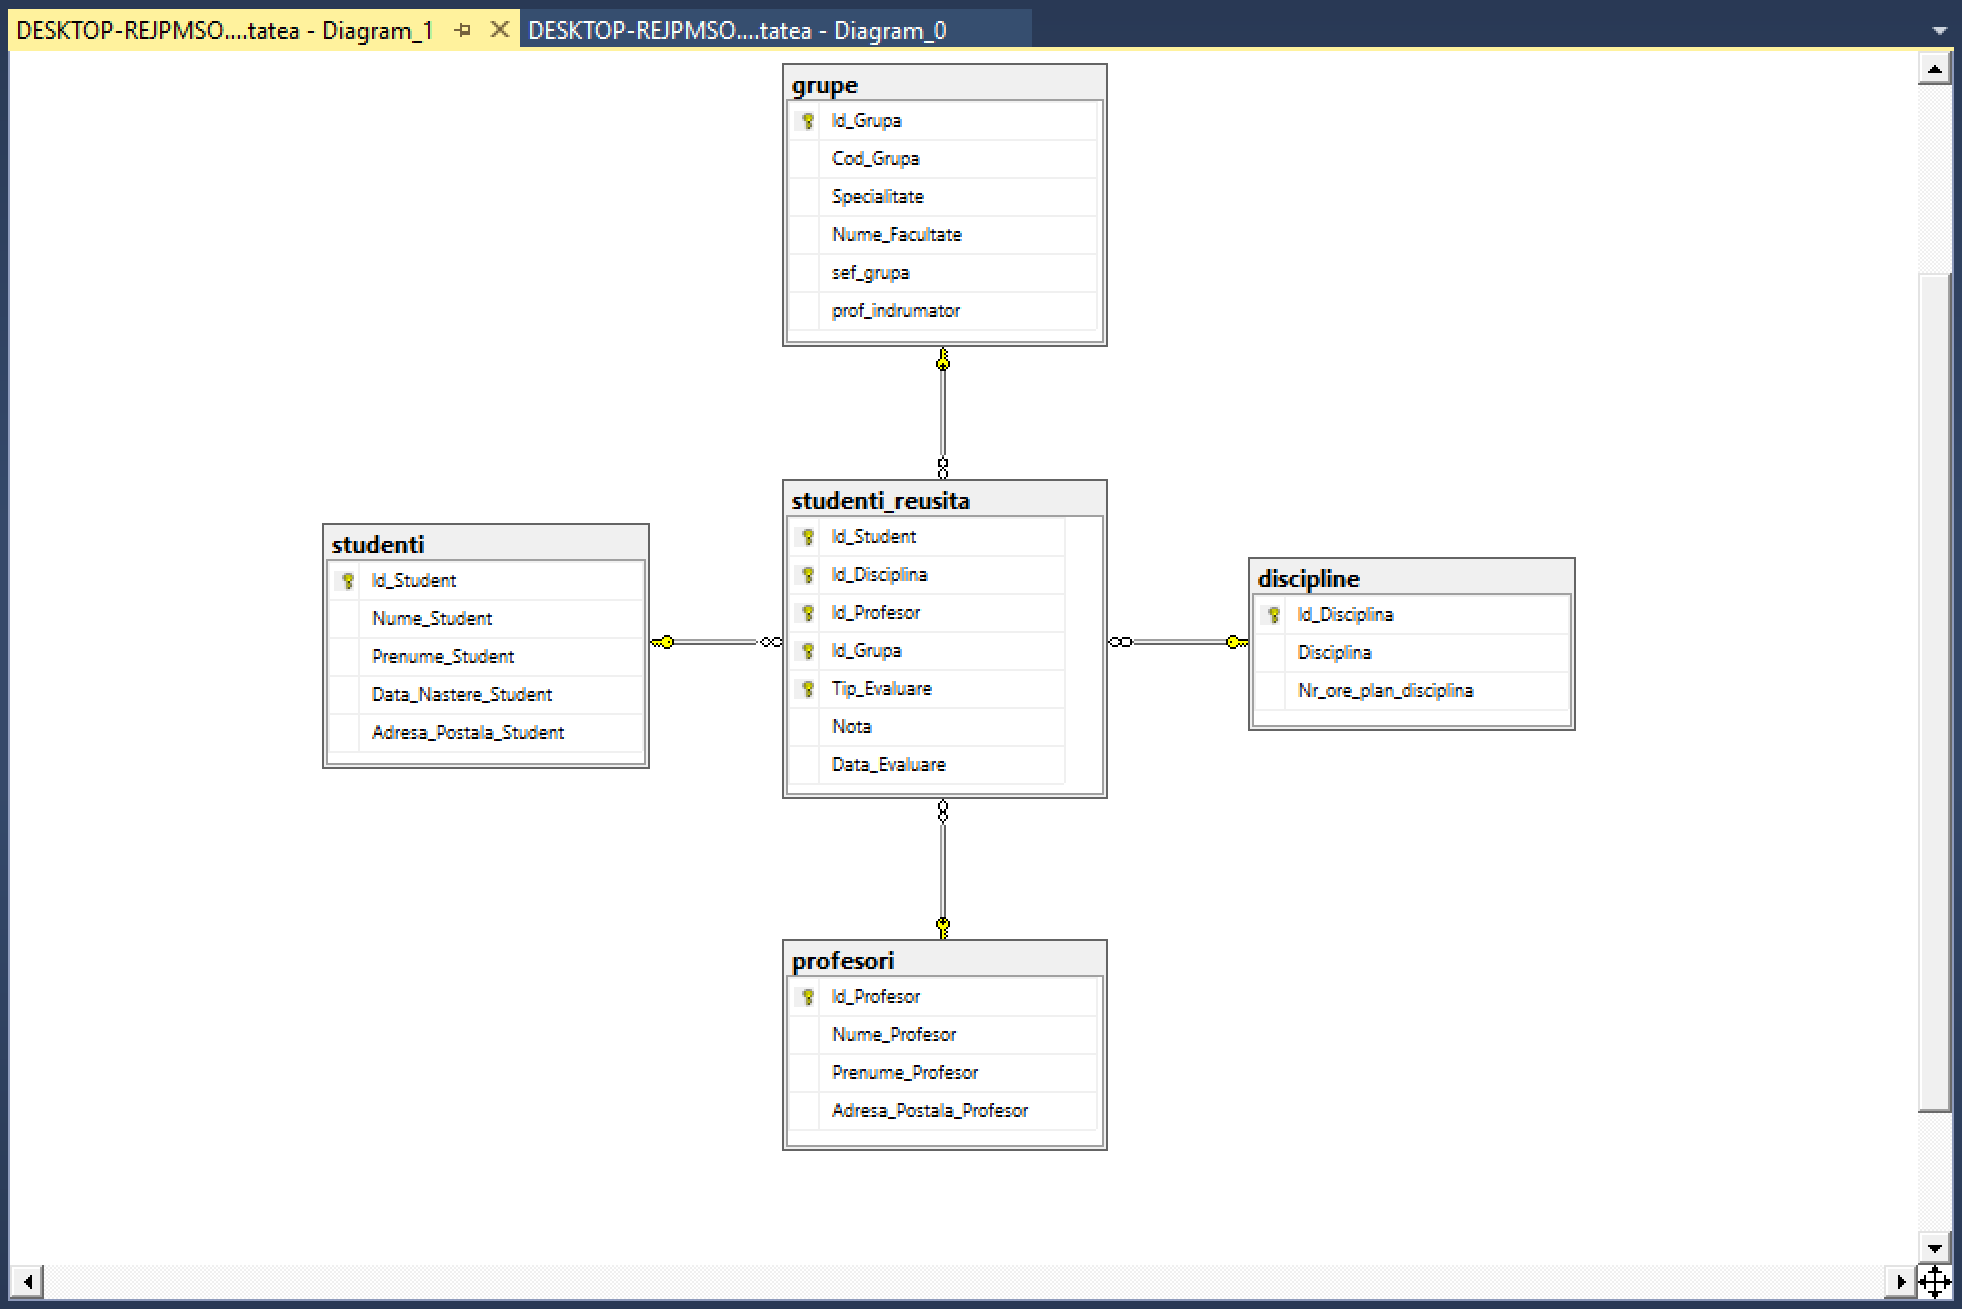 DESKTOP-REJPMSO....tatea - Diagram_1
DESKTOP-REJPMSO....tatea - Diagram_0
grupe
Id_Grupa
Cod_Grupa
Specialitate
Nume_Facultate
sef_grupa
prof_indrumator
studenti_reusita
Id_Student
Id_Disciplina
Id_Profesor
Id_Grupa
Tip_Evaluare
Nota
Data_Evaluare
studenti
Id_Student
Nume_Student
Prenume_Student
Data_Nastere_Student
Adresa_Postala_Student
discipline
Id_Disciplina
Disciplina
Nr_ore_plan_disciplina
profesori
Id_Profesor
Nume_Profesor
Prenume_Profesor
Adresa_Postala_Profesor